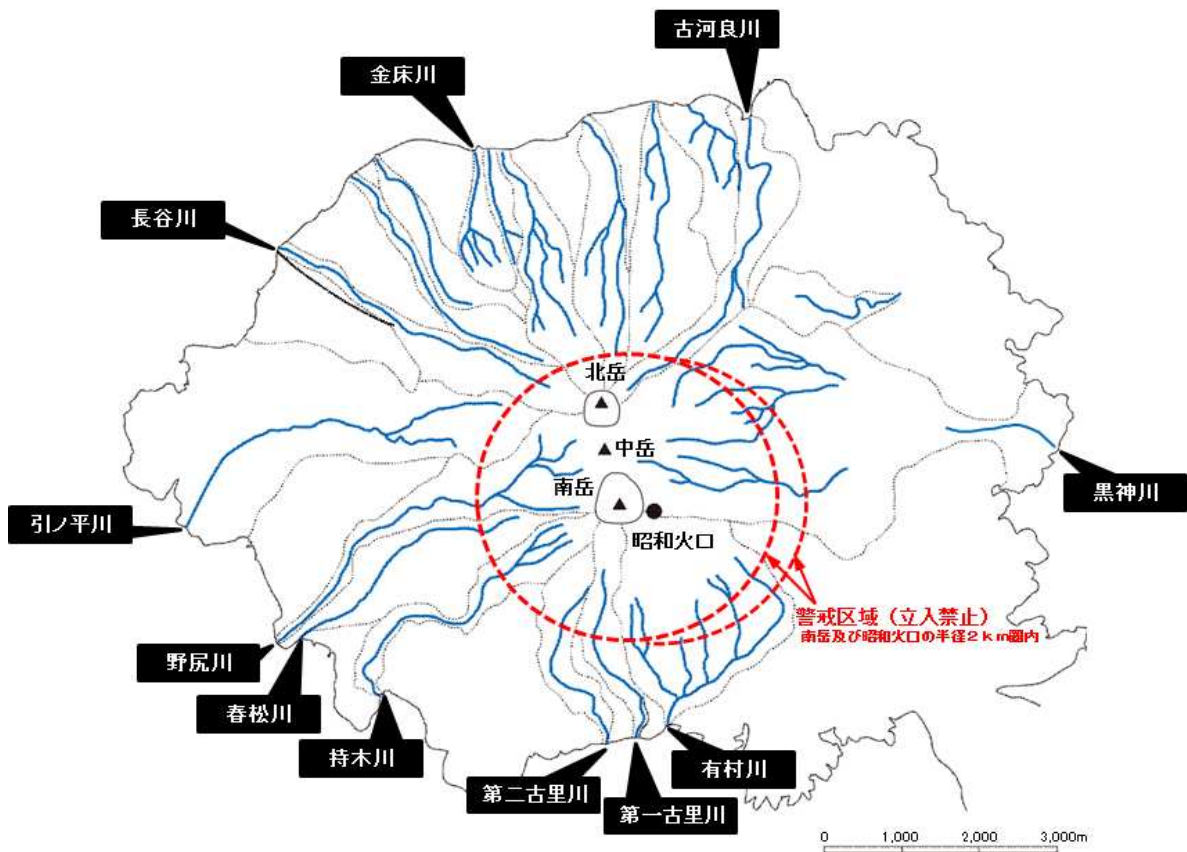 古河良川
金床川
長谷川
北岳
中岳
南岳
昭和火口
黒神川
引ノ平川
警戒区域（立入禁止）
南岳及び昭和火口の半径２ｋｍ圏内
野尻川
春松川
持木川
有村川
第二古里川
第一古里川
0 1,000 2,000 3,000m